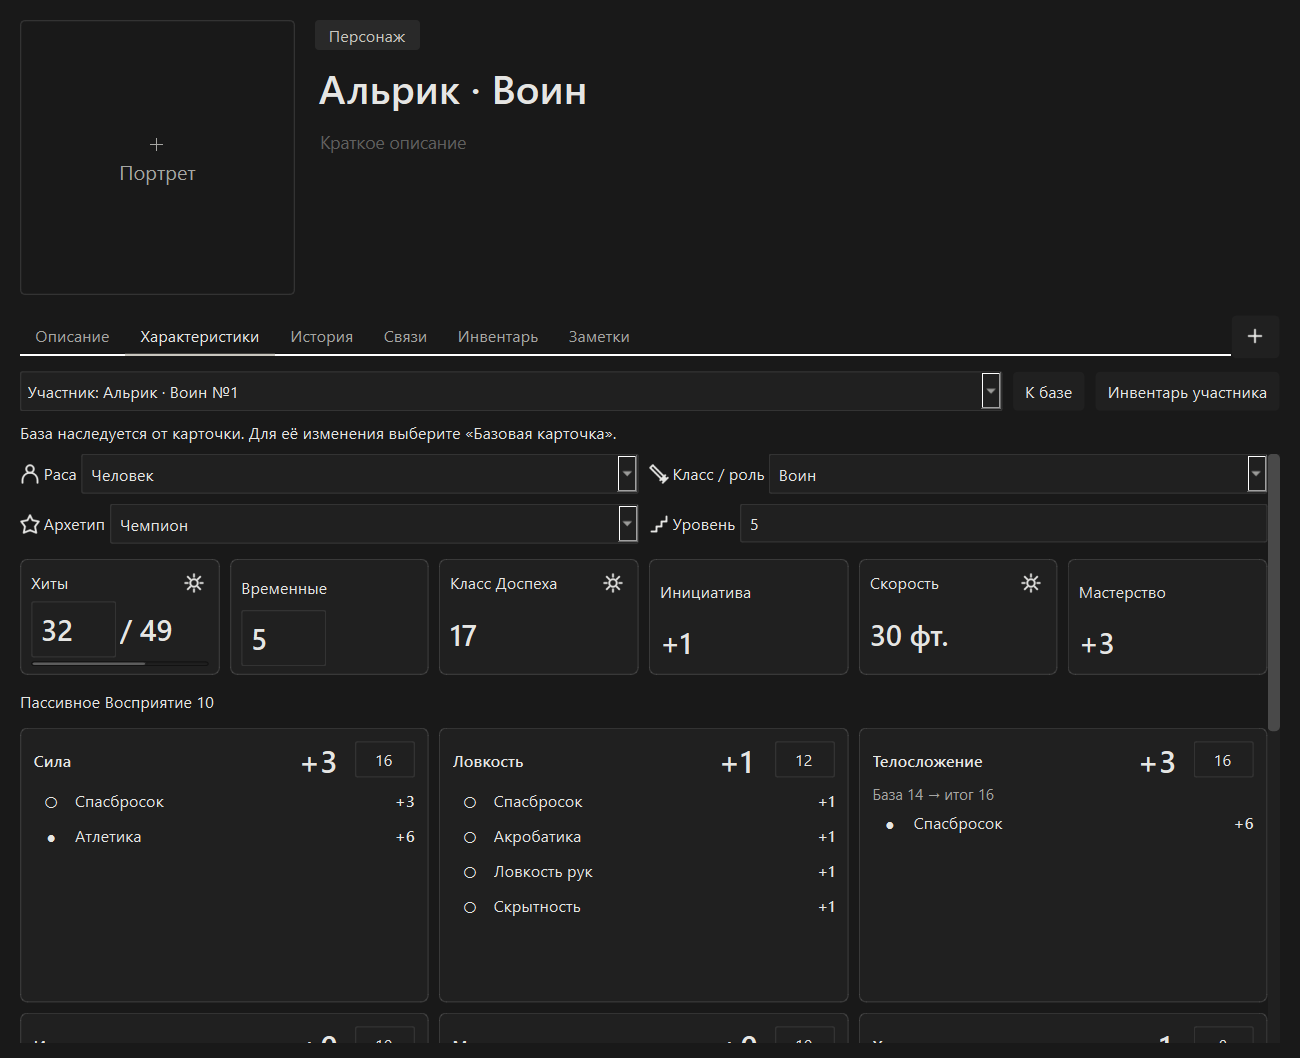 Персонаж
Альрик · Воин
Краткое описание
+
Портрет
Описание Характеристики История Связи Инвентарь Заметки +
Участник: Альрик · Воин №1 К базе Инвентарь участника
База наследуется от карточки. Для её изменения выберите «Базовая карточка».
Раса Человек Класс / роль Воин
Архетип Чемпион Уровень 5
Хиты Временные Класс Доспеха Инициатива Скорость Мастерство
32 / 49 5 17 +1 30 фт. +3
Пассивное Восприятие 10
Сила +3 16
Спасбросок +3
Атлетика +6
Ловкость +1 12
Спасбросок +1
Акробатика +1
Ловкость рук +1
Скрытность +1
Телосложение +3 16
База 14 → итог 16
Спасбросок +6